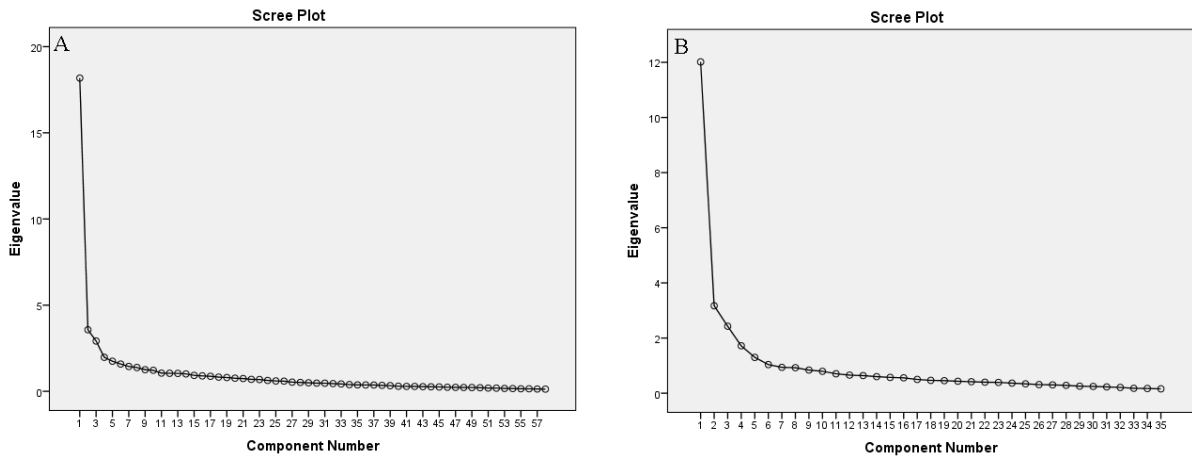 Scree Plot
A
20
15
10
5
0
Eigenvalue
1 3 5 7 9 11 13 15 17 19 21 23 25 27 29 31 33 35 37 39 41 43 45 47 49 51 53 55 57
Component Number
Scree Plot
B
12
10
8
6
4
2
0
Eigenvalue
1 2 3 4 5 6 7 8 9 10 11 12 13 14 15 16 17 18 19 20 21 22 23 24 25 26 27 28 29 30 31 32 33 34 35
Component Number